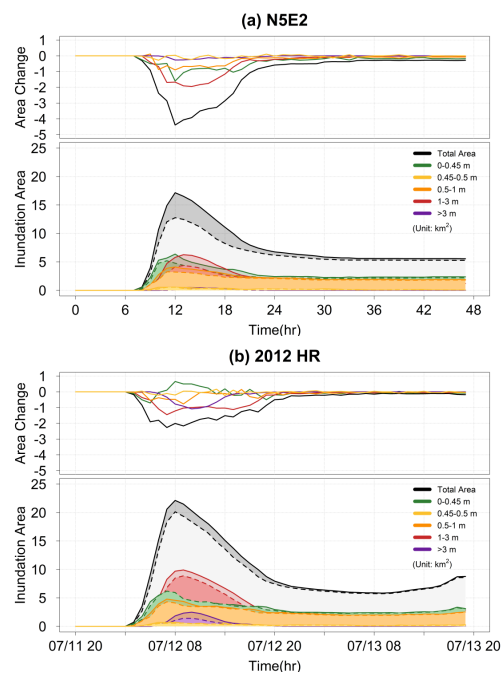 (a) N5E2
Area Change
1
0
-1
-2
-3
-4
-5
Inundation Area
25
20
15
10
5
0
Total Area
0-0.45 m
0.45-0.5 m
0.5-1 m
1-3 m
>3 m
(Unit: km²)
0 6 12 18 24 30 36 42 48
Time(hr)
(b) 2012 HR
Area Change
1
0
-1
-2
-3
-4
-5
Inundation Area
25
20
15
10
5
0
Total Area
0-0.45 m
0.45-0.5 m
0.5-1 m
1-3 m
>3 m
(Unit: km²)
07/11 20 07/12 08 07/12 20 07/13 08 07/13 20
Time(hr)